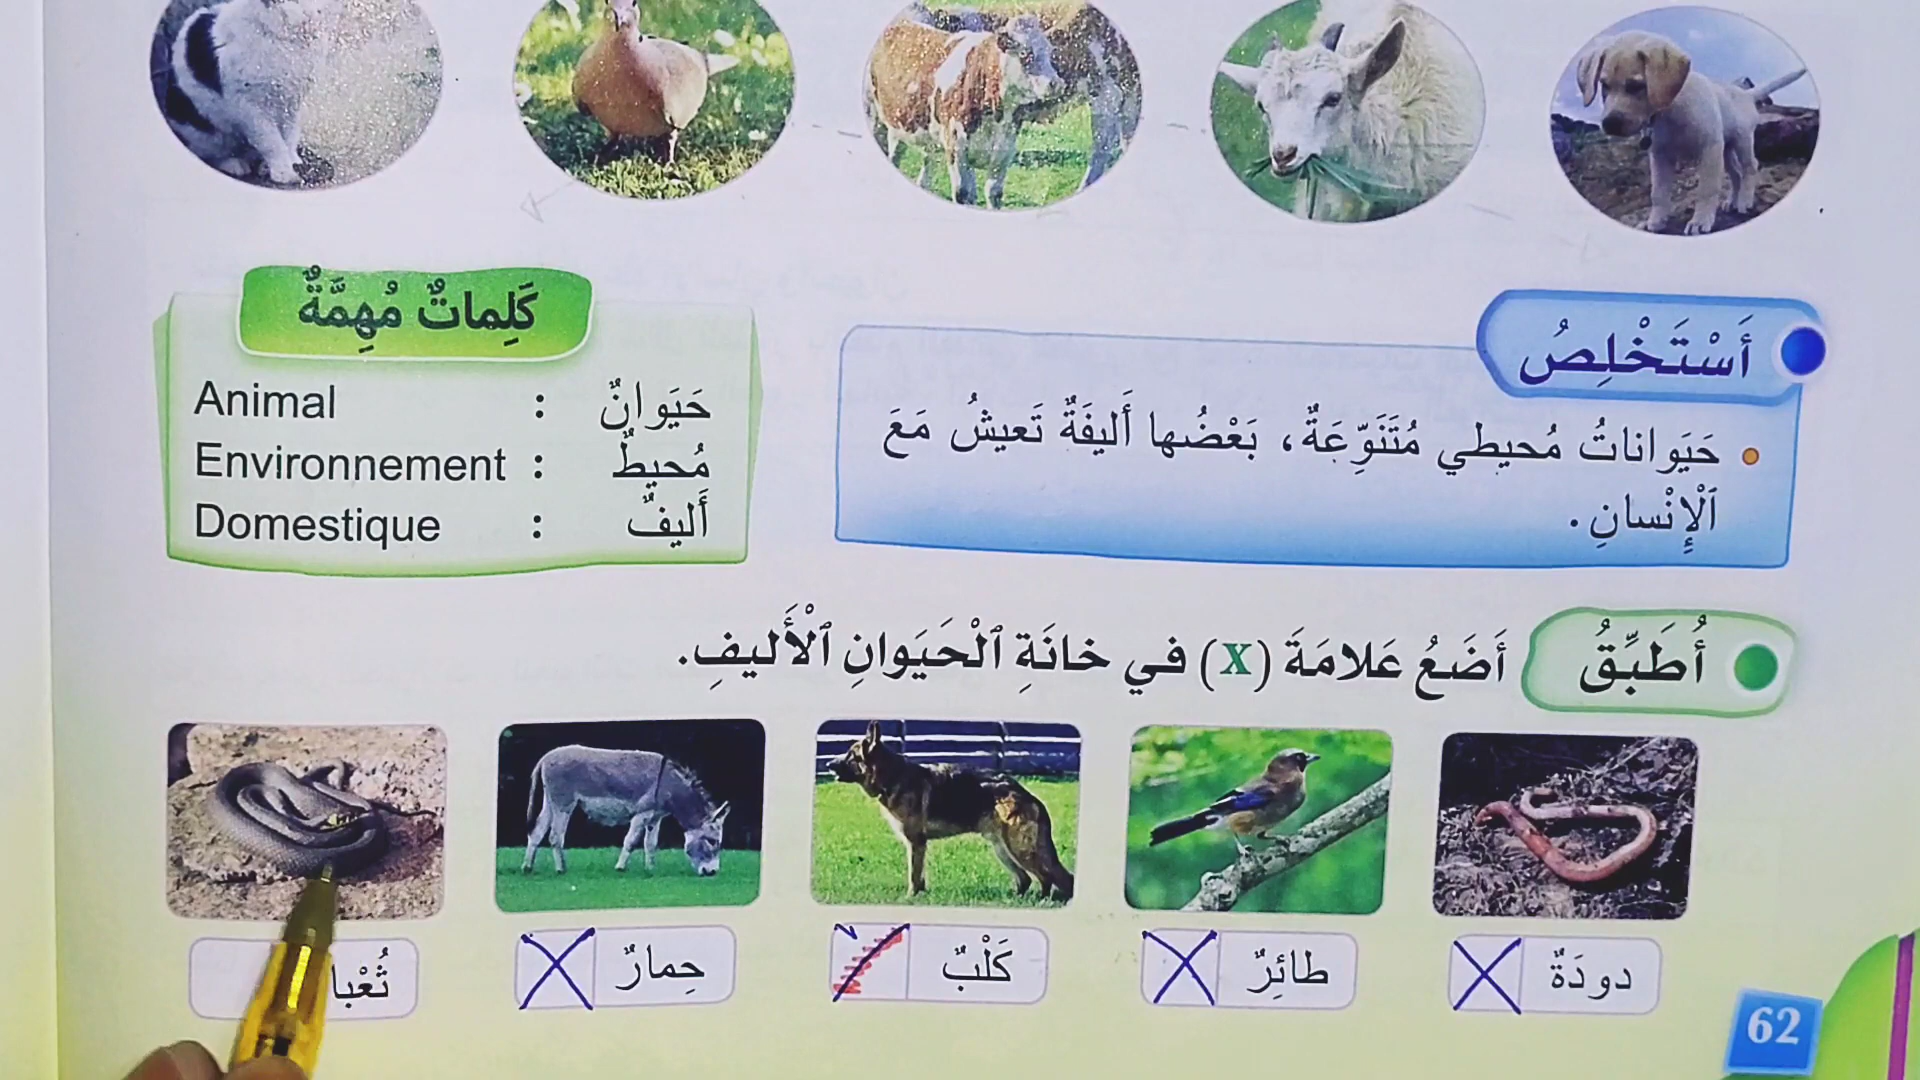 كَلِماتٌ مُهِمَّةٌ
Animal : حَيَوانٌ
Environnement : مُحيطٌ
Domestique : أَليفٌ
أَسْتَخْلِصُ
• حَيَواناتُ مُحيطي مُتَنَوِّعَةٌ، بَعْضُها أَليفَةٌ تَعيشُ مَعَ
ٱلْإِنْسانِ.
أُطَبِّقُ أَضَعُ عَلامَةَ (X) في خانَةِ ٱلْحَيَوانِ ٱلْأَليفِ.
دودَةٌ X
طائِرٌ X
كَلْبٌ
حِمارٌ X
ثُعْبا
62